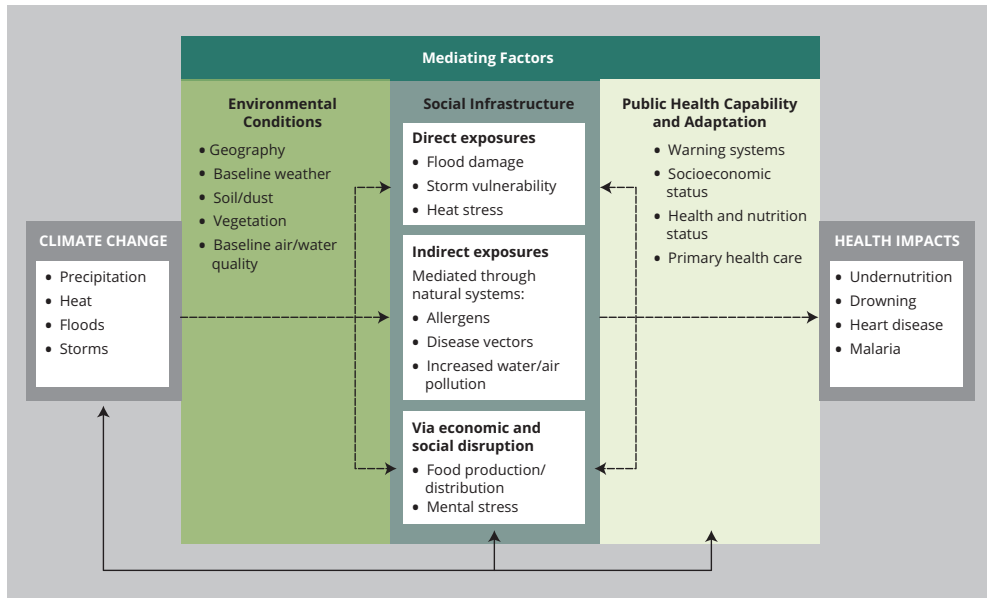 Mediating Factors
Environmental
Conditions
• Geography
• Baseline weather
• Soil/dust
• Vegetation
• Baseline air/water
quality
Social Infrastructure
Direct exposures
• Flood damage
• Storm vulnerability
• Heat stress
Indirect exposures
Mediated through
natural systems:
• Allergens
• Disease vectors
• Increased water/air
pollution
Via economic and
social disruption
• Food production/
distribution
• Mental stress
Public Health Capability
and Adaptation
• Warning systems
• Socioeconomic
status
• Health and nutrition
status
• Primary health care
CLIMATE CHANGE
• Precipitation
• Heat
• Floods
• Storms
HEALTH IMPACTS
• Undernutrition
• Drowning
• Heart disease
• Malaria